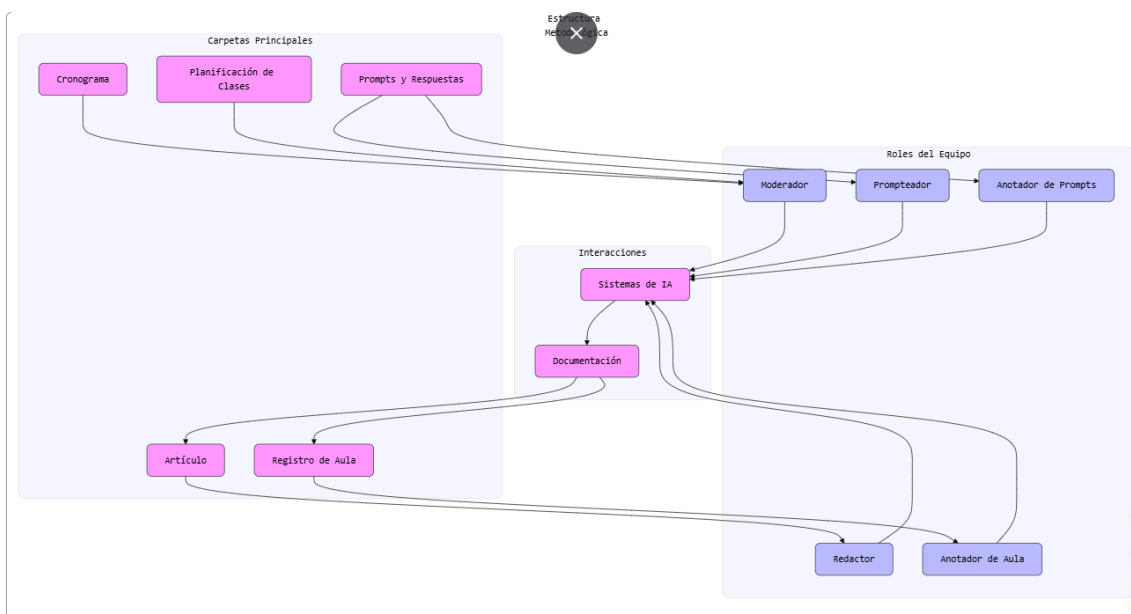 Estructura
Metodológica
Carpetas Principales
Cronograma
Planificación de
Clases
Prompts y Respuestas
Roles del Equipo
Moderador
Prompteador
Anotador de Prompts
Interacciones
Sistemas de IA
Documentación
Artículo
Registro de Aula
Redactor
Anotador de Aula